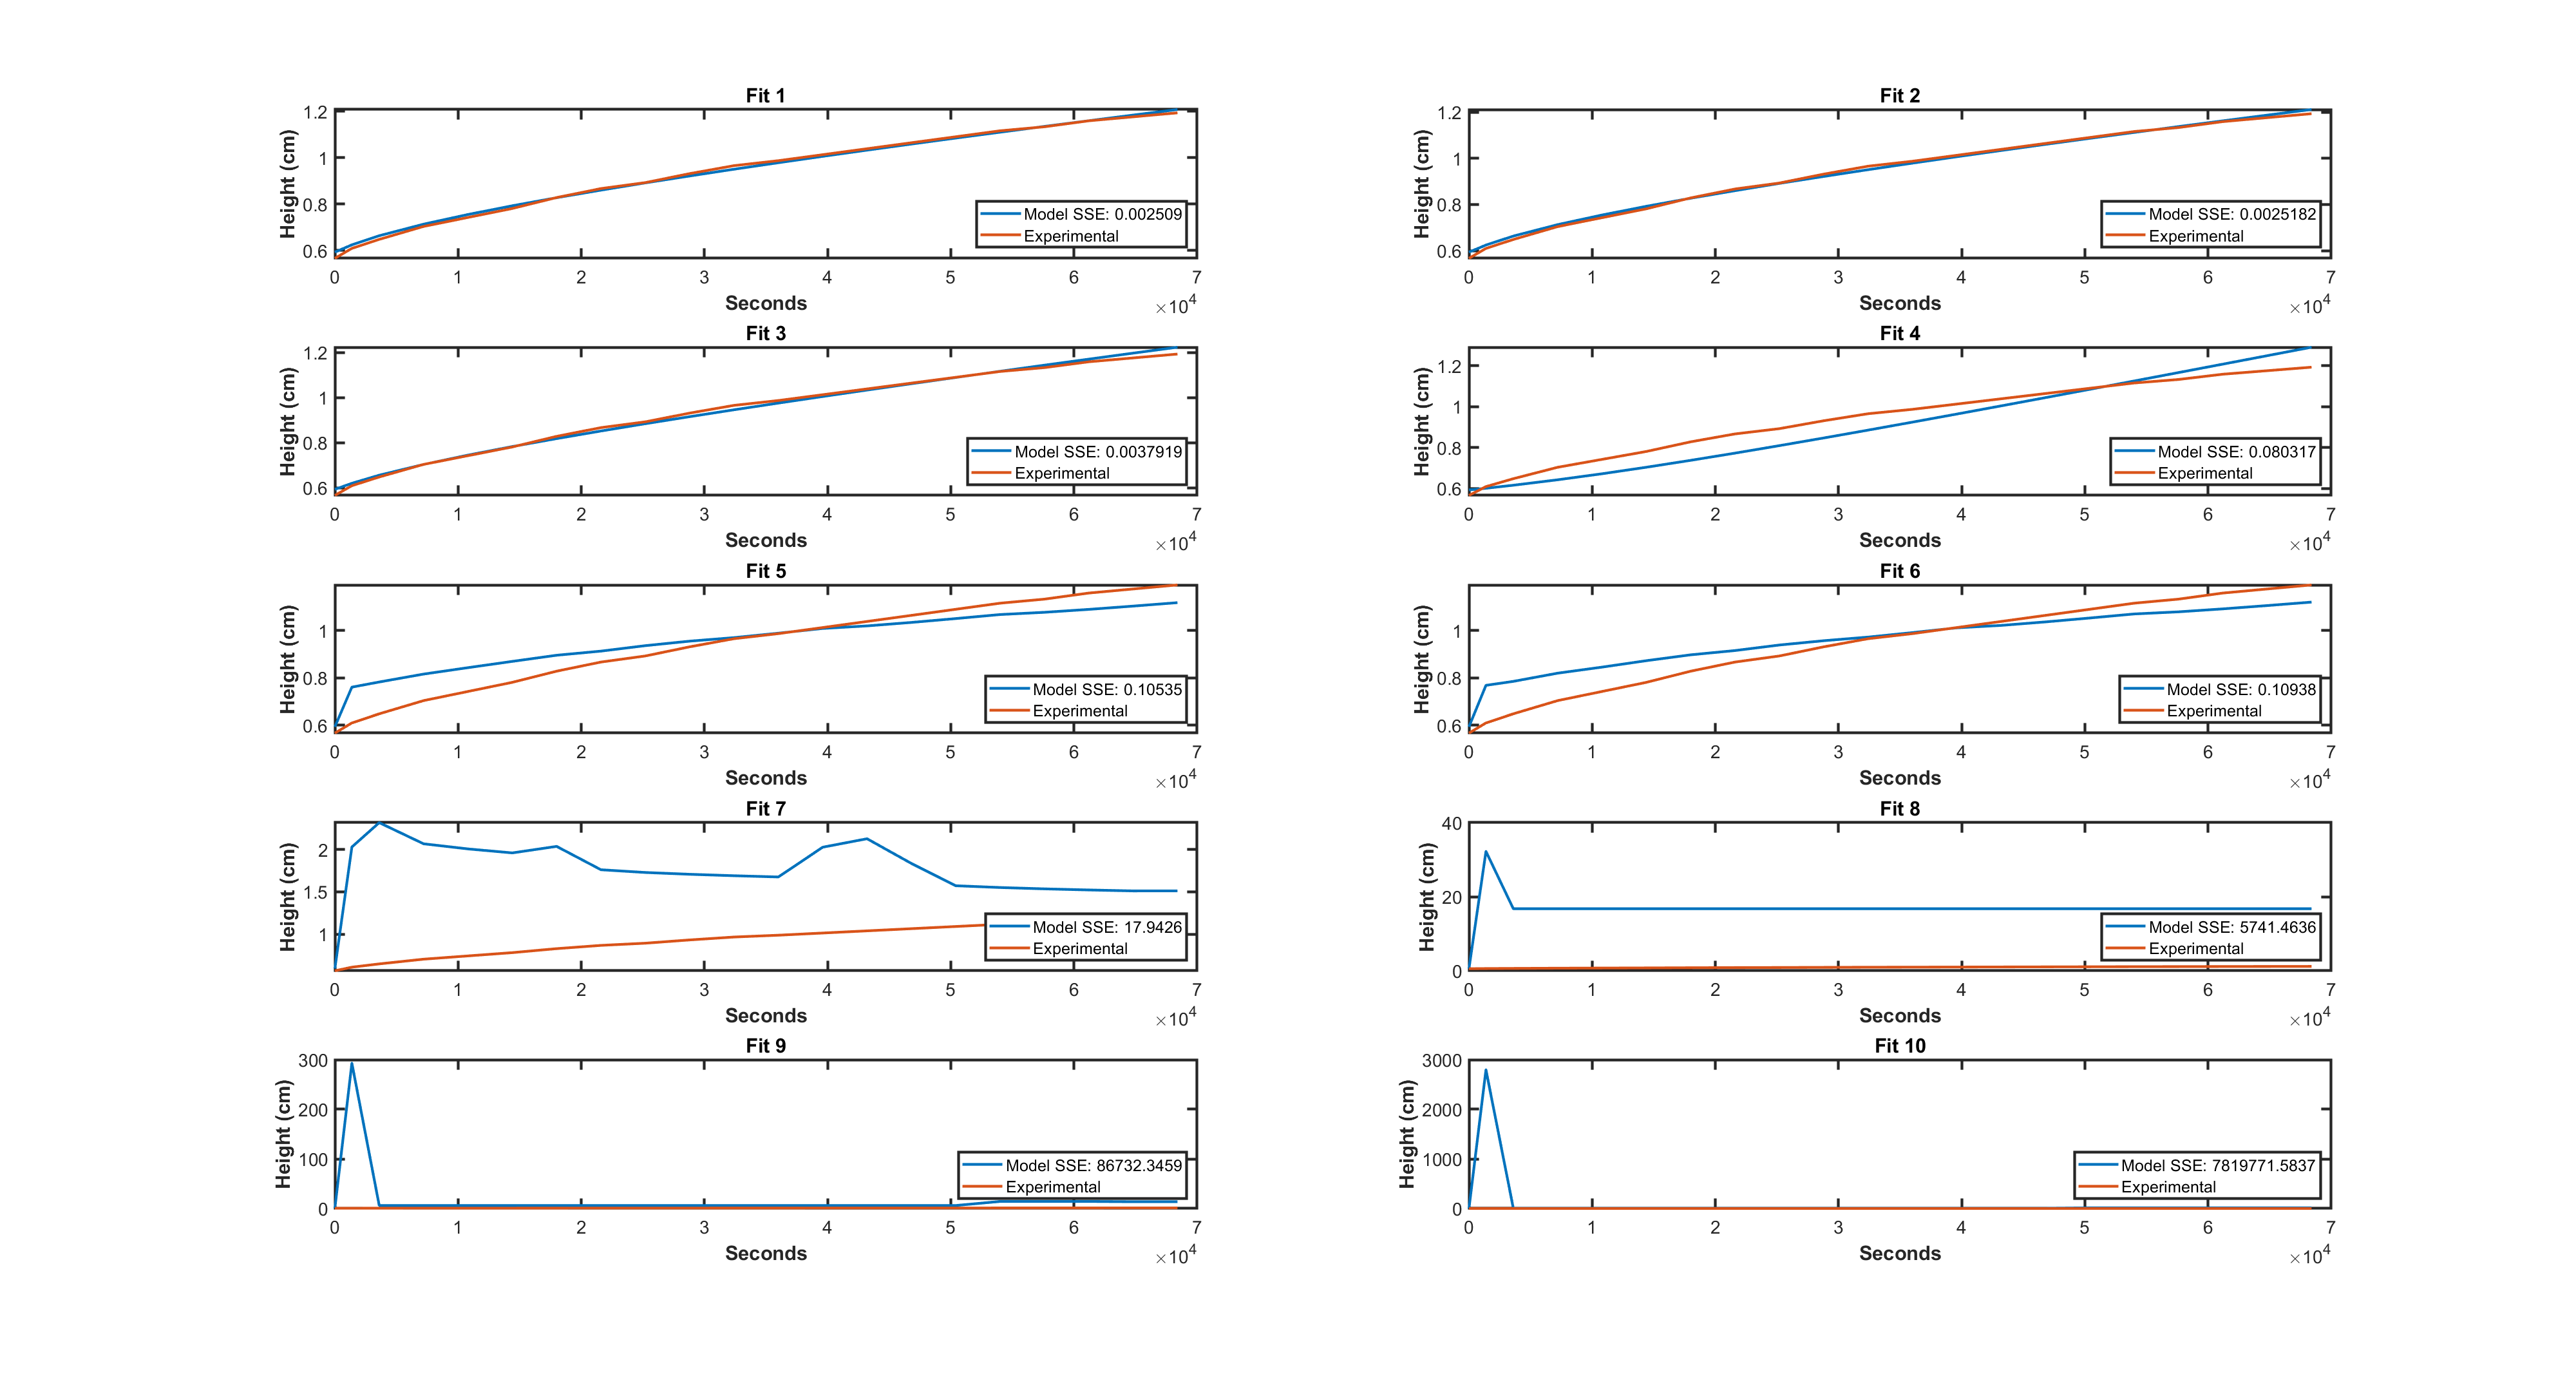 Fit 1
Height (cm)
1.2
1
0.8
0.6
Model SSE: 0.002509
Experimental
0 1 2 3 4 5 6 7
Seconds
×10^4
Fit 2
Height (cm)
1.2
1
0.8
0.6
Model SSE: 0.0025182
Experimental
0 1 2 3 4 5 6 7
Seconds
×10^4
Fit 3
Height (cm)
1.2
1
0.8
0.6
Model SSE: 0.0037919
Experimental
0 1 2 3 4 5 6 7
Seconds
×10^4
Fit 4
Height (cm)
1.2
1
0.8
0.6
Model SSE: 0.080317
Experimental
0 1 2 3 4 5 6 7
Seconds
×10^4
Fit 5
Height (cm)
1
0.8
0.6
Model SSE: 0.10535
Experimental
0 1 2 3 4 5 6 7
Seconds
×10^4
Fit 6
Height (cm)
1
0.8
0.6
Model SSE: 0.10938
Experimental
0 1 2 3 4 5 6 7
Seconds
×10^4
Fit 7
Height (cm)
2
1.5
1
Model SSE: 17.9426
Experimental
0 1 2 3 4 5 6 7
Seconds
×10^4
Fit 8
Height (cm)
40
20
0
Model SSE: 5741.4636
Experimental
0 1 2 3 4 5 6 7
Seconds
×10^4
Fit 9
Height (cm)
300
200
100
0
Model SSE: 86732.3459
Experimental
0 1 2 3 4 5 6 7
Seconds
×10^4
Fit 10
Height (cm)
3000
2000
1000
0
Model SSE: 7819771.5837
Experimental
0 1 2 3 4 5 6 7
Seconds
×10^4